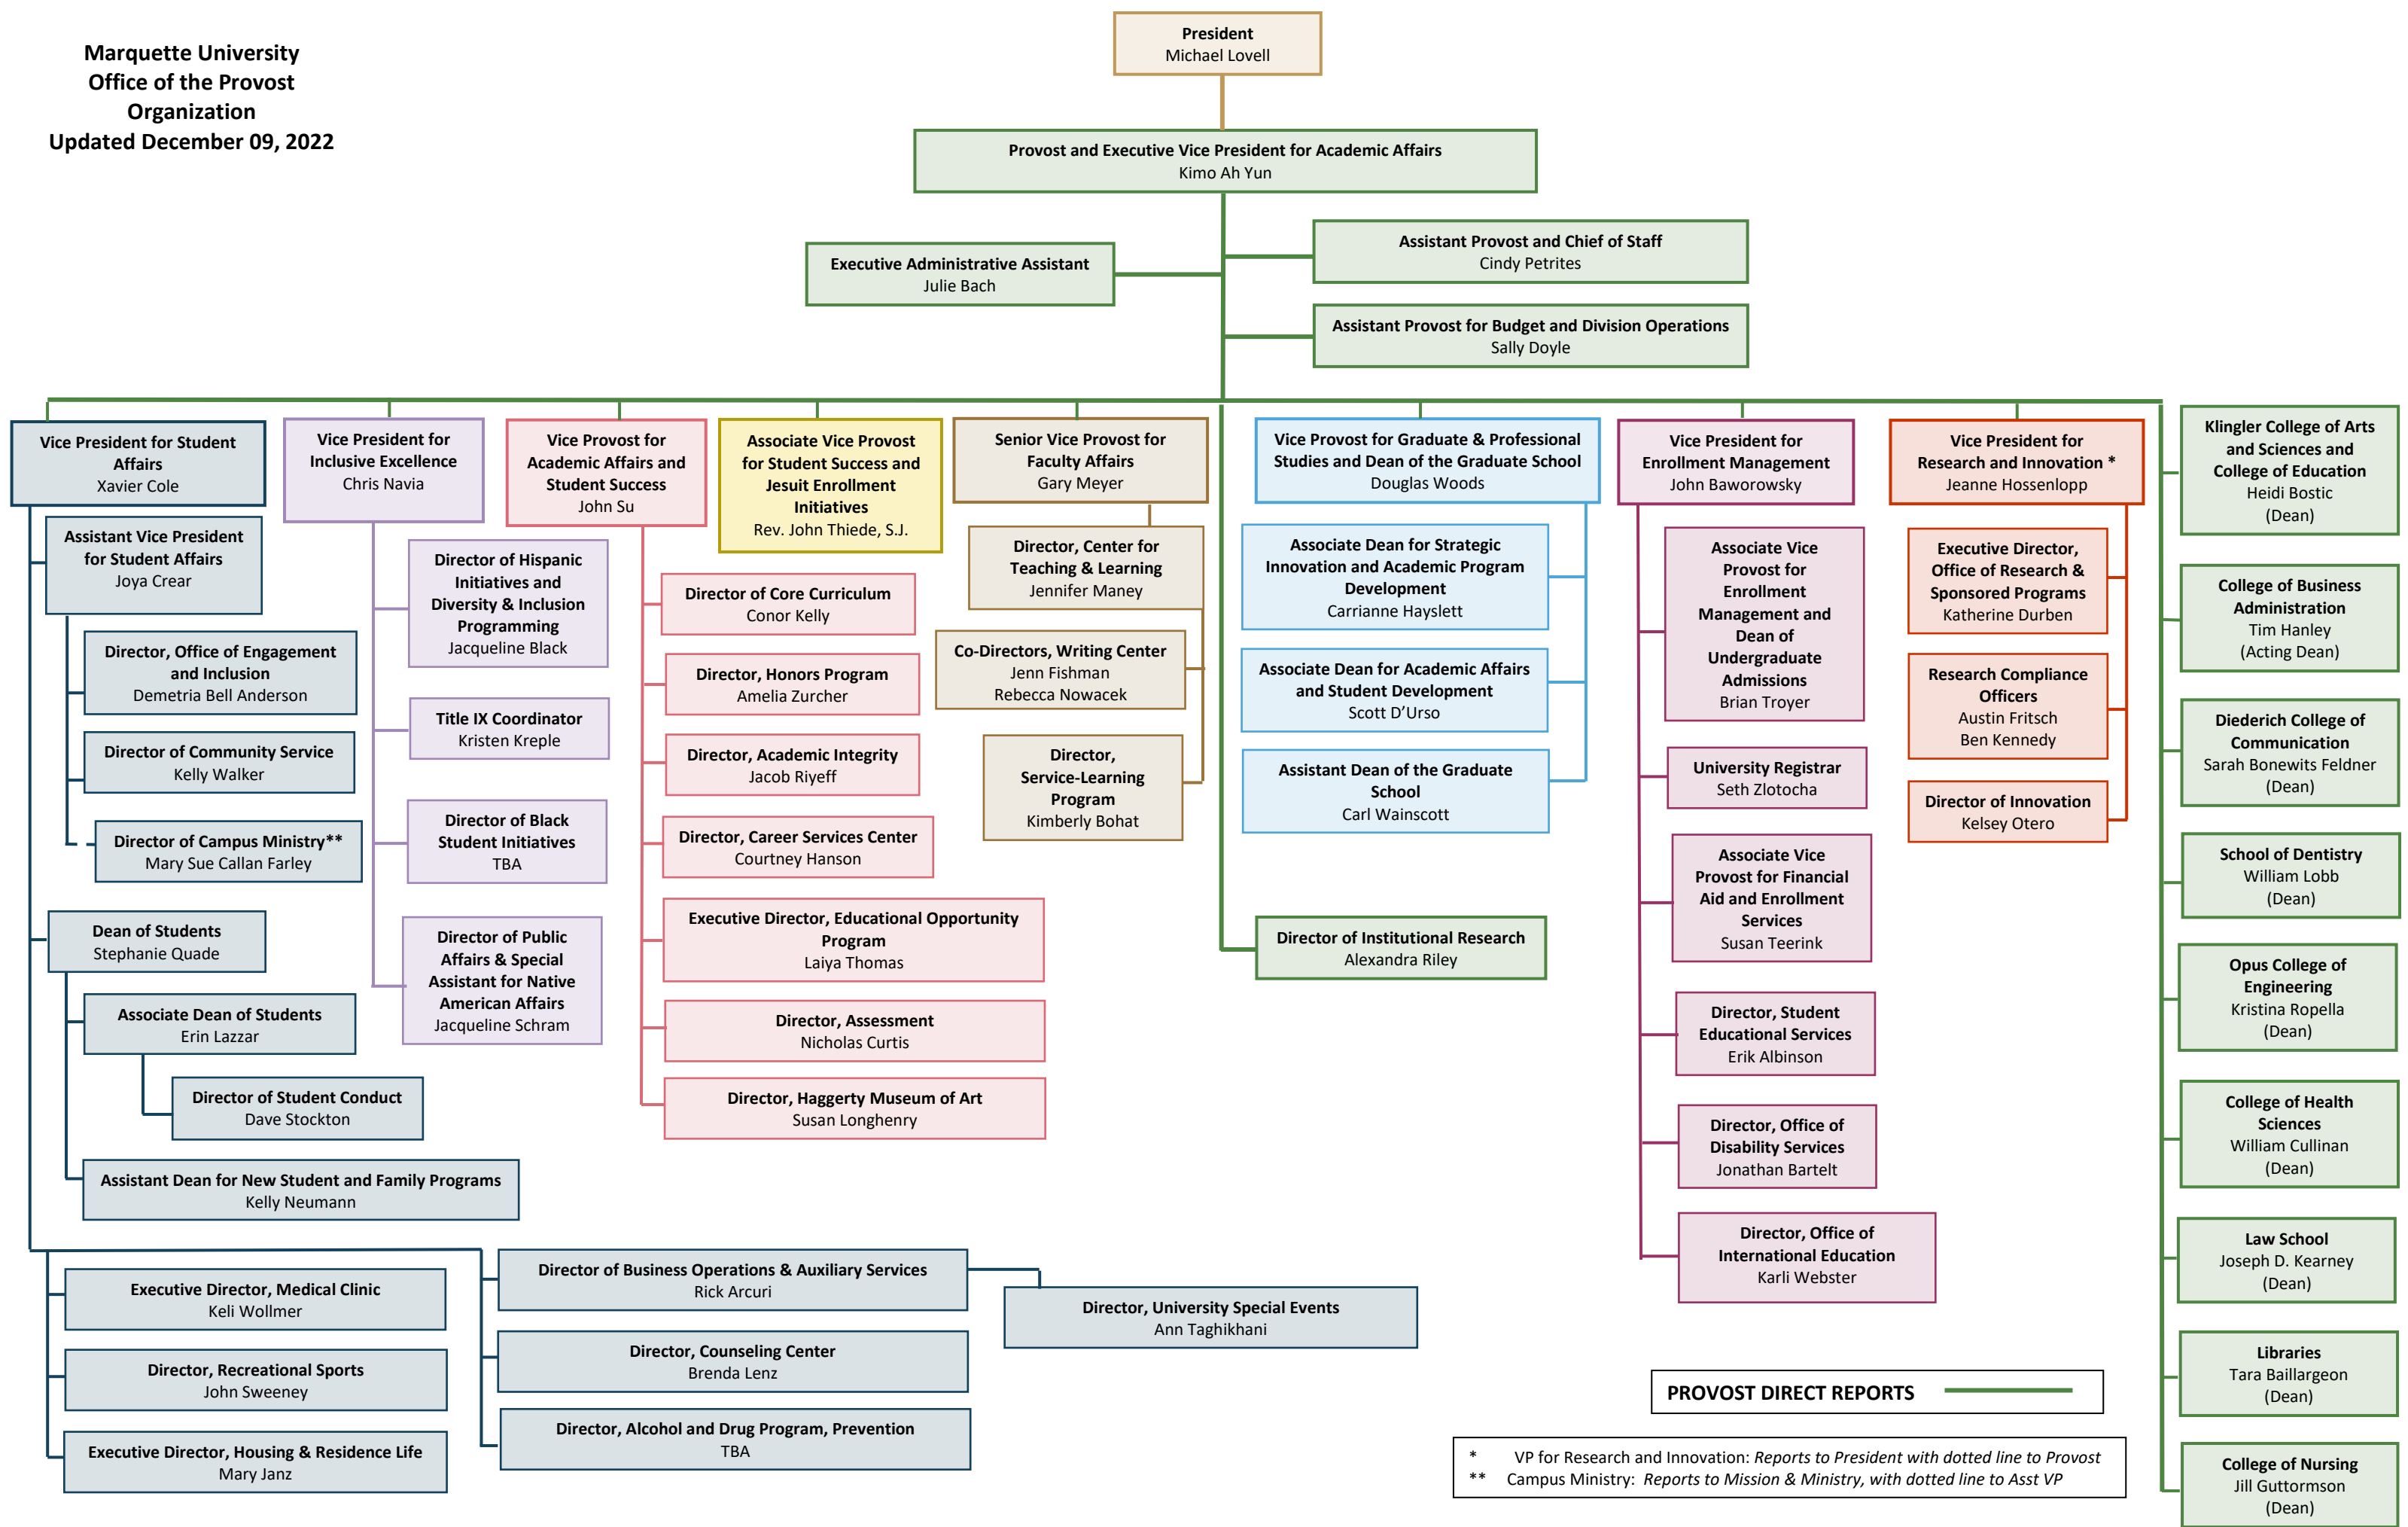 Marquette University
Office of the Provost
Organization
Updated December 09, 2022
President
Michael Lovell
Provost and Executive Vice President for Academic Affairs
Kimo Ah Yun
Executive Administrative Assistant
Julie Bach
Assistant Provost and Chief of Staff
Cindy Petrites
Assistant Provost for Budget and Division Operations
Sally Doyle
Vice President for Student
Affairs
Xavier Cole
Assistant Vice President
for Student Affairs
Joya Crear
Director, Office of Engagement
and Inclusion
Demetria Bell Anderson
Director of Community Service
Kelly Walker
Director of Campus Ministry**
Mary Sue Callan Farley
Dean of Students
Stephanie Quade
Associate Dean of Students
Erin Lazzar
Director of Student Conduct
Dave Stockton
Assistant Dean for New Student and Family Programs
Kelly Neumann
Executive Director, Medical Clinic
Keli Wollmer
Director, Recreational Sports
John Sweeney
Executive Director, Housing & Residence Life
Mary Janz
Director of Business Operations & Auxiliary Services
Rick Arcuri
Director, Counseling Center
Brenda Lenz
Director, Alcohol and Drug Program, Prevention
TBA
Director, University Special Events
Ann Taghikhani
Vice President for
Inclusive Excellence
Chris Navia
Director of Hispanic
Initiatives and
Diversity & Inclusion
Programming
Jacqueline Black
Title IX Coordinator
Kristen Kreple
Director of Black
Student Initiatives
TBA
Director of Public
Affairs & Special
Assistant for Native
American Affairs
Jacqueline Schram
Vice Provost for
Academic Affairs and
Student Success
John Su
Director of Core Curriculum
Conor Kelly
Director, Honors Program
Amelia Zurcher
Director, Academic Integrity
Jacob Riyeff
Director, Career Services Center
Courtney Hanson
Executive Director, Educational Opportunity
Program
Laiya Thomas
Director, Assessment
Nicholas Curtis
Director, Haggerty Museum of Art
Susan Longhenry
Associate Vice Provost
for Student Success and
Jesuit Enrollment
Initiatives
Rev. John Thiede, S.J.
Senior Vice Provost for
Faculty Affairs
Gary Meyer
Director, Center for
Teaching & Learning
Jennifer Maney
Co-Directors, Writing Center
Jenn Fishman
Rebecca Nowacek
Director,
Service-Learning
Program
Kimberly Bohat
Vice Provost for Graduate & Professional
Studies and Dean of the Graduate School
Douglas Woods
Associate Dean for Strategic
Innovation and Academic Program
Development
Carrianne Hayslett
Associate Dean for Academic Affairs
and Student Development
Scott D’Urso
Assistant Dean of the Graduate
School
Carl Wainscott
Director of Institutional Research
Alexandra Riley
Vice President for
Enrollment Management
John Baworowsky
Associate Vice
Provost for
Enrollment
Management and
Dean of
Undergraduate
Admissions
Brian Troyer
University Registrar
Seth Zlotocha
Associate Vice
Provost for Financial
Aid and Enrollment
Services
Susan Teerink
Director, Student
Educational Services
Erik Albinson
Director, Office of
Disability Services
Jonathan Bartelt
Director, Office of
International Education
Karli Webster
Vice President for
Research and Innovation *
Jeanne Hossenlopp
Executive Director,
Office of Research &
Sponsored Programs
Katherine Durben
Research Compliance
Officers
Austin Fritsch
Ben Kennedy
Director of Innovation
Kelsey Otero
Klingler College of Arts
and Sciences and
College of Education
Heidi Bostic
(Dean)
College of Business
Administration
Tim Hanley
(Acting Dean)
Diederich College of
Communication
Sarah Bonewits Feldner
(Dean)
School of Dentistry
William Lobb
(Dean)
Opus College of
Engineering
Kristina Ropella
(Dean)
College of Health
Sciences
William Cullinan
(Dean)
Law School
Joseph D. Kearney
(Dean)
Libraries
Tara Baillargeon
(Dean)
College of Nursing
Jill Guttormson
(Dean)
PROVOST DIRECT REPORTS
* VP for Research and Innovation: Reports to President with dotted line to Provost
** Campus Ministry: Reports to Mission & Ministry, with dotted line to Asst VP